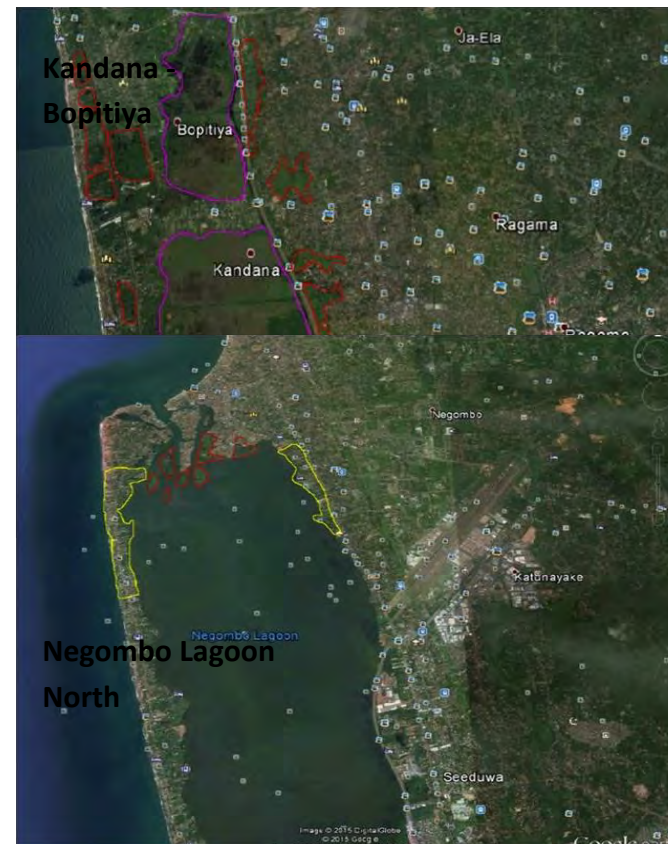 Kandana -
Bopitiya
Ja-Ela
Bopitiya
Ragama
Kandana
Negombo
Katunayake
Negombo Lagoon
Negombo Lagoon
North
Seeduwa
Image © 2015 DigitalGlobe
© 2015 Google